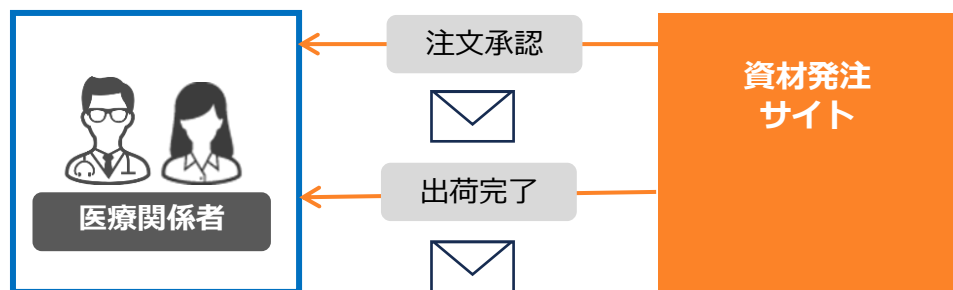 注文承認
資材発注
サイト
出荷完了
医療関係者